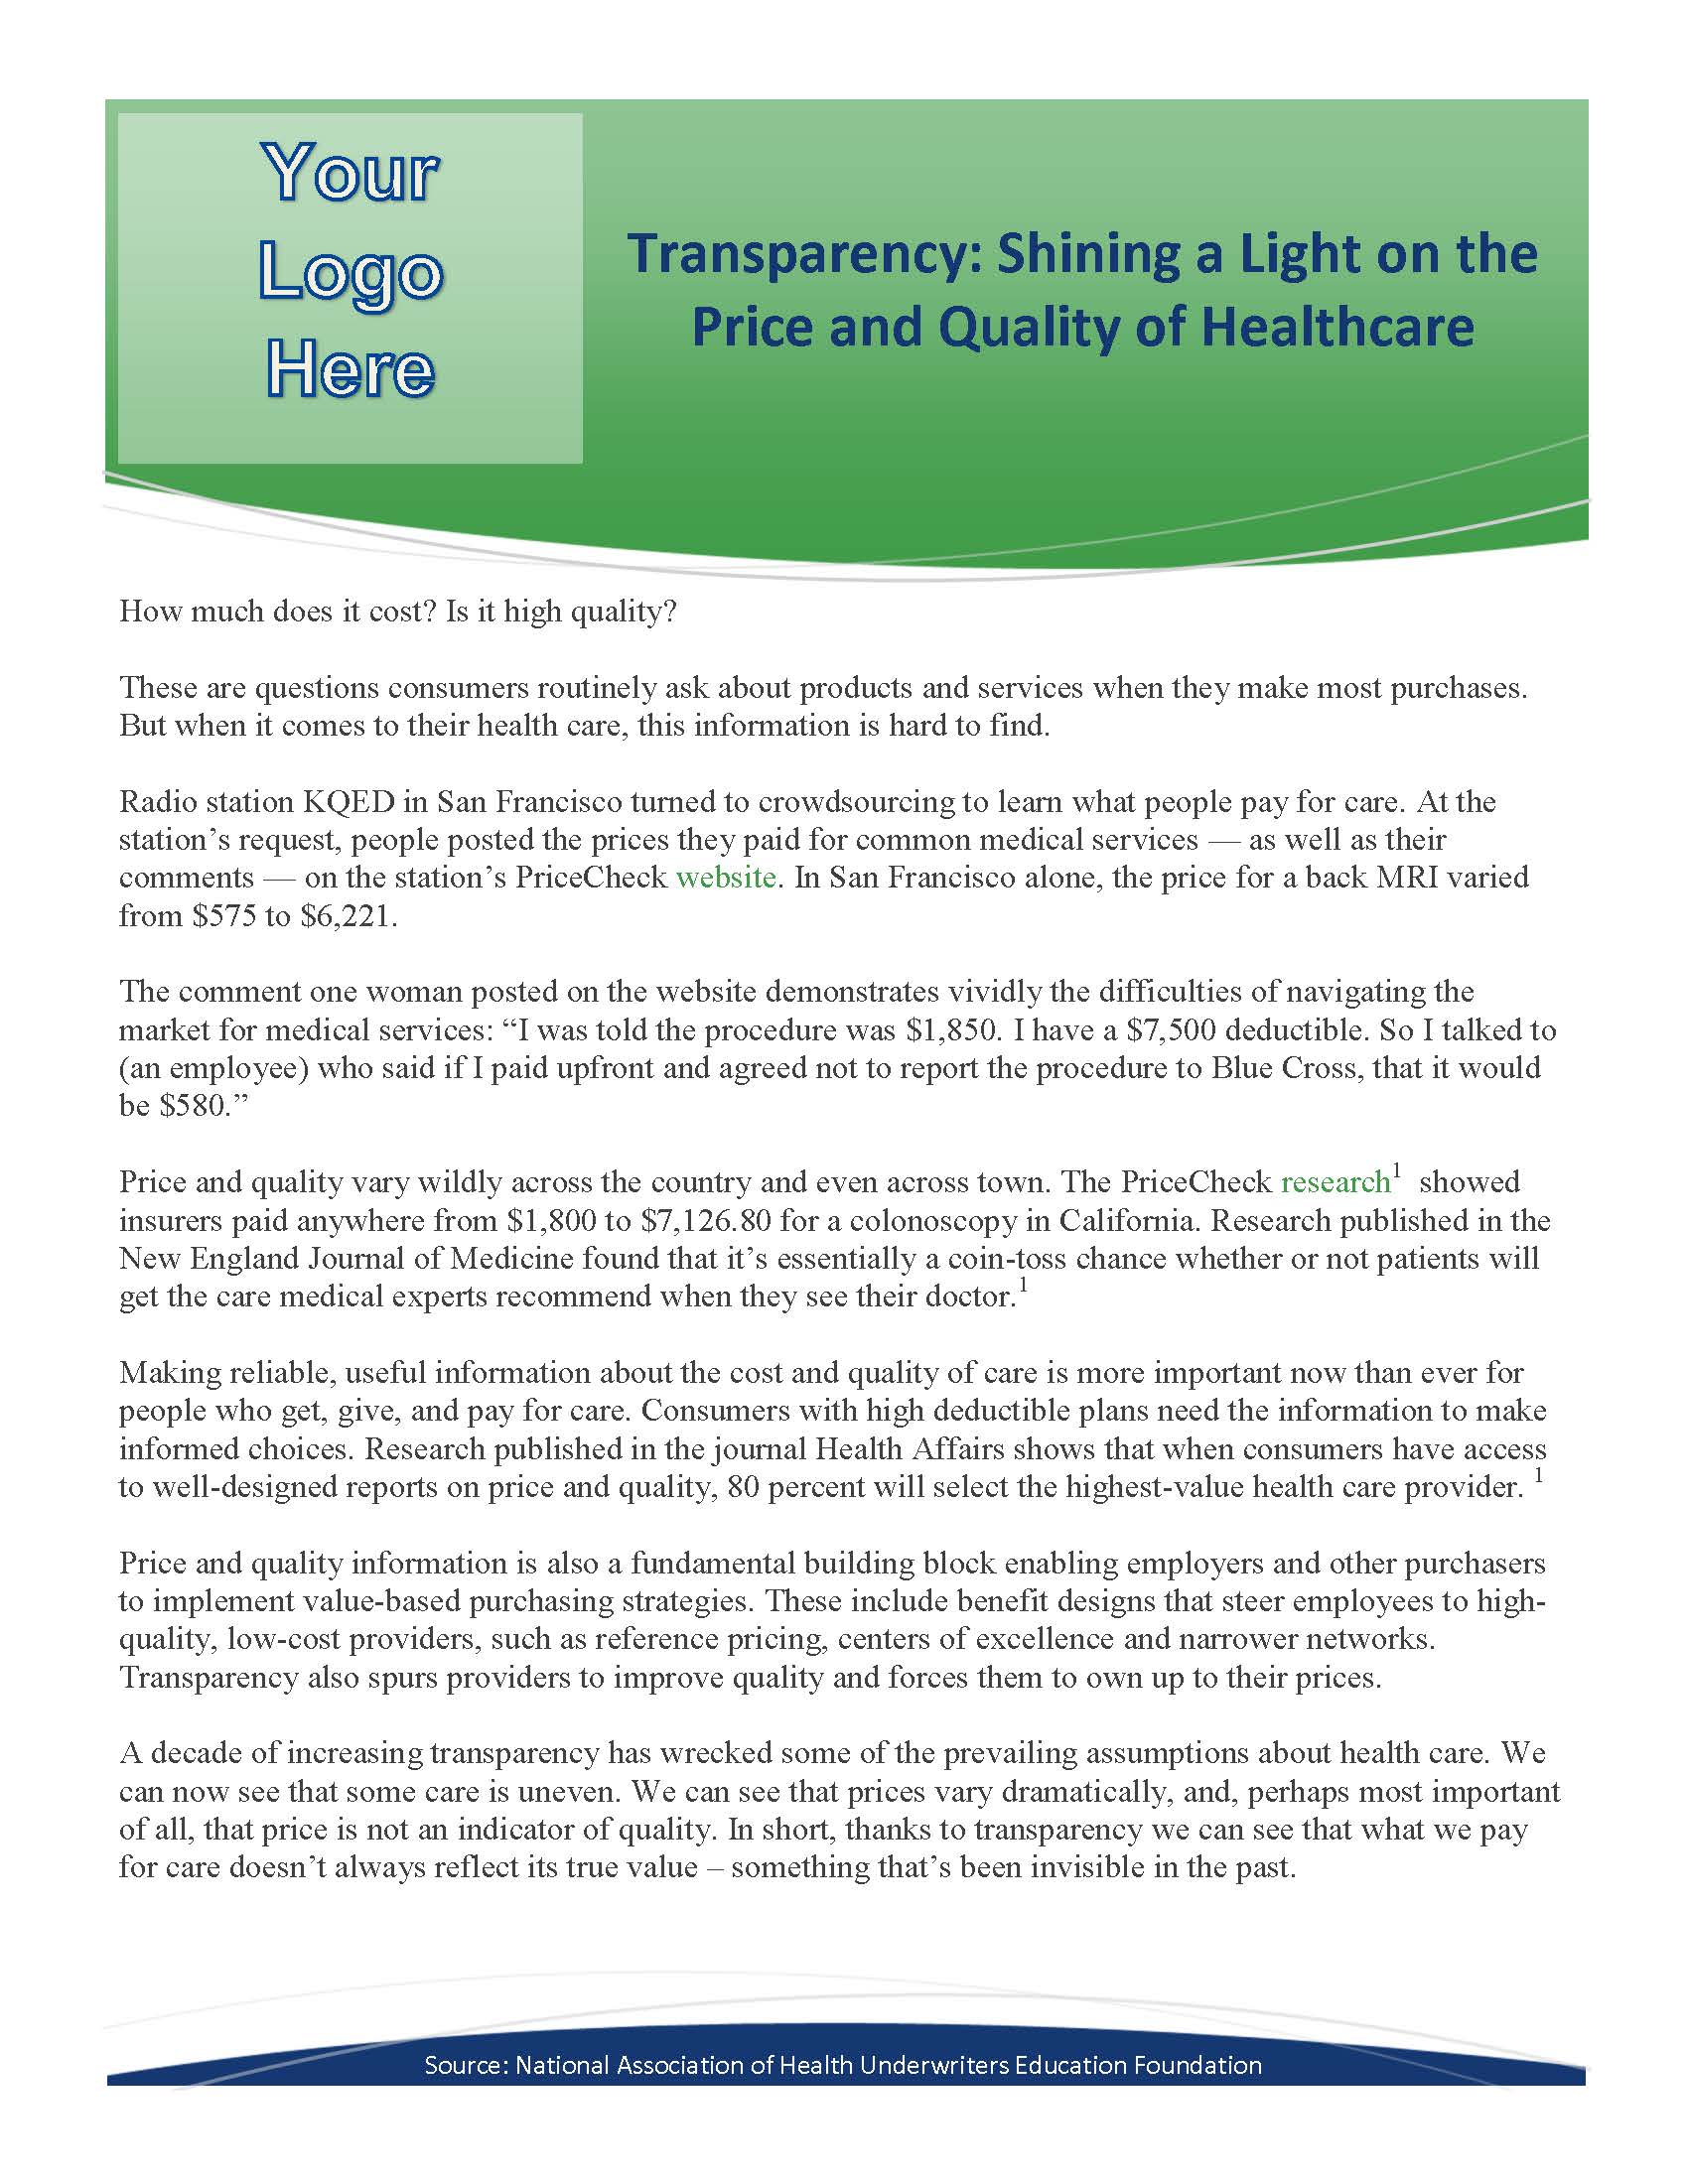 Your
Logo
Here
Transparency: Shining a Light on the
Price and Quality of Healthcare
How much does it cost? Is it high quality?
These are questions consumers routinely ask about products and services when they make most purchases.
But when it comes to their health care, this information is hard to find.
Radio station KQED in San Francisco turned to crowdsourcing to learn what people pay for care. At the
station’s request, people posted the prices they paid for common medical services — as well as their
comments — on the station’s PriceCheck website. In San Francisco alone, the price for a back MRI varied
from $575 to $6,221.
The comment one woman posted on the website demonstrates vividly the difficulties of navigating the
market for medical services: “I was told the procedure was $1,850. I have a $7,500 deductible. So I talked to
(an employee) who said if I paid upfront and agreed not to report the procedure to Blue Cross, that it would
be $580.”
Price and quality vary wildly across the country and even across town. The PriceCheck research1 showed
insurers paid anywhere from $1,800 to $7,126.80 for a colonoscopy in California. Research published in the
New England Journal of Medicine found that it’s essentially a coin-toss chance whether or not patients will
get the care medical experts recommend when they see their doctor.1
Making reliable, useful information about the cost and quality of care is more important now than ever for
people who get, give, and pay for care. Consumers with high deductible plans need the information to make
informed choices. Research published in the journal Health Affairs shows that when consumers have access
to well-designed reports on price and quality, 80 percent will select the highest-value health care provider. 1
Price and quality information is also a fundamental building block enabling employers and other purchasers
to implement value-based purchasing strategies. These include benefit designs that steer employees to high-
quality, low-cost providers, such as reference pricing, centers of excellence and narrower networks.
Transparency also spurs providers to improve quality and forces them to own up to their prices.
A decade of increasing transparency has wrecked some of the prevailing assumptions about health care. We
can now see that some care is uneven. We can see that prices vary dramatically, and, perhaps most important
of all, that price is not an indicator of quality. In short, thanks to transparency we can see that what we pay
for care doesn’t always reflect its true value – something that’s been invisible in the past.
Source: National Association of Health Underwriters Education Foundation